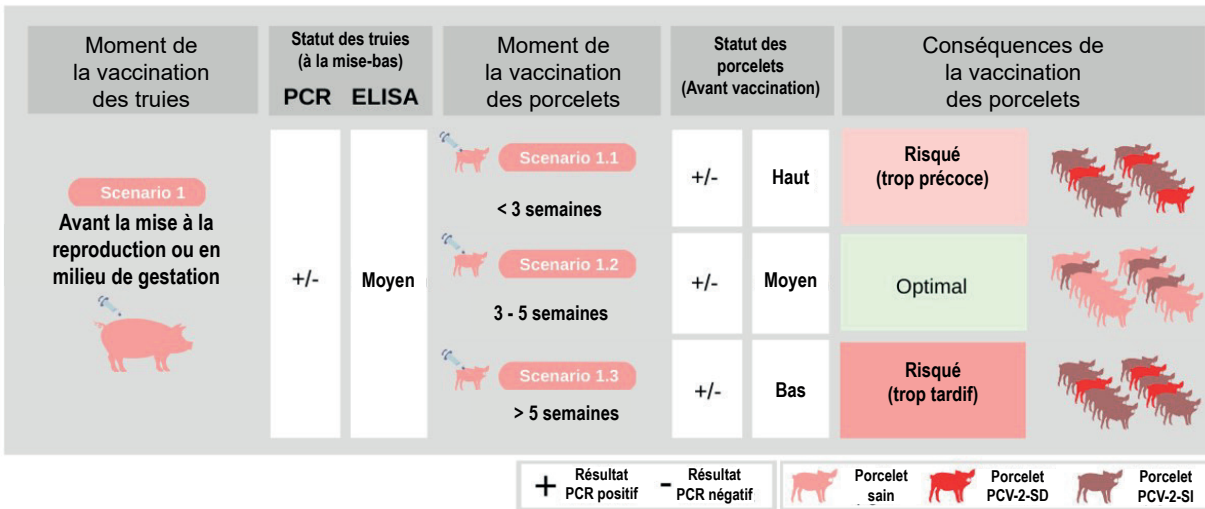 Moment de
la vaccination
des truies
Statut des truies
(à la mise-bas)
PCR ELISA
Moment de
la vaccination
des porcelets
Statut des
porcelets
(Avant vaccination)
Conséquences de
la vaccination
des porcelets
Scenario 1
Avant la mise à la
reproduction ou en
milieu de gestation
+/-
Moyen
Scenario 1.1
< 3 semaines
+/-
Haut
Risqué
(trop précoce)
Scenario 1.2
3 - 5 semaines
+/-
Moyen
Optimal
Scenario 1.3
> 5 semaines
+/-
Bas
Risqué
(trop tardif)
+ Résultat
PCR positif
- Résultat
PCR négatif
Porcelet
sain
Porcelet
PCV-2-SD
Porcelet
PCV-2-SI